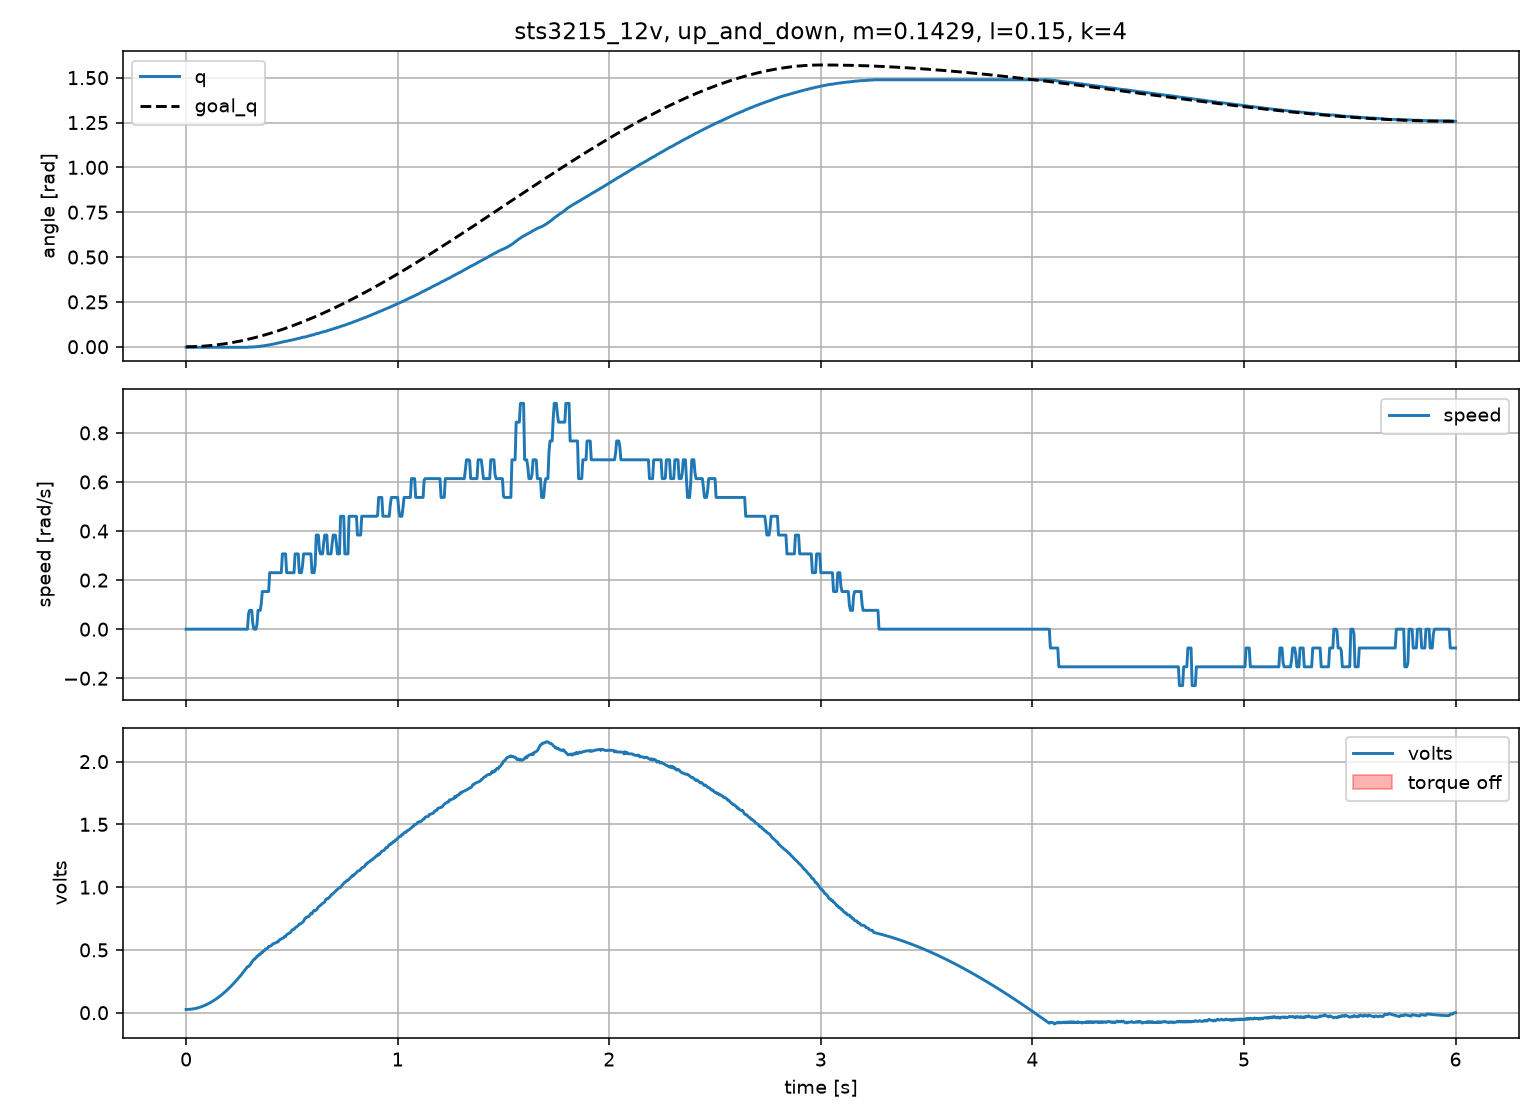 sts3215_12v, up_and_down, m=0.1429, l=0.15, k=4
q
goal_q
angle [rad]
1.50
1.25
1.00
0.75
0.50
0.25
0.00
speed
speed [rad/s]
0.8
0.6
0.4
0.2
0.0
−0.2
volts
torque off
volts
2.0
1.5
1.0
0.5
0.0
0 1 2 3 4 5 6
time [s]